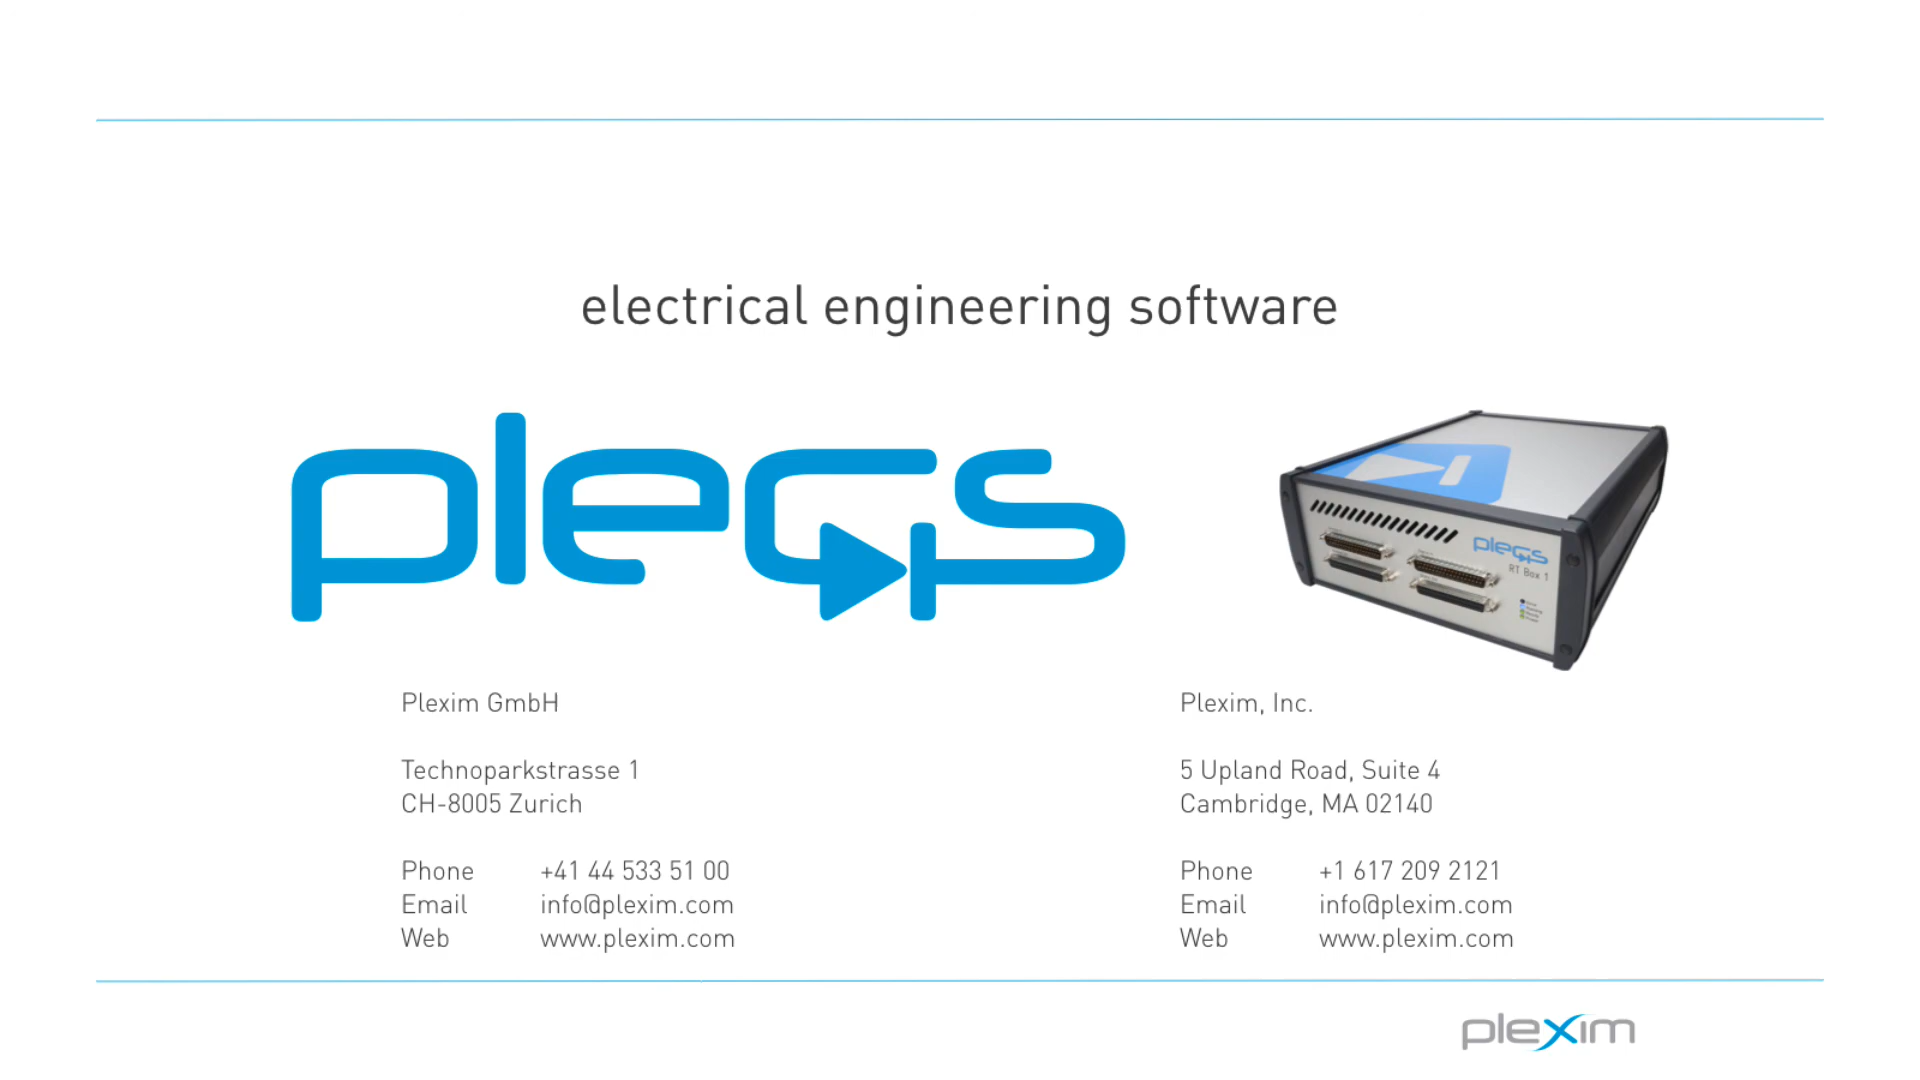 electrical engineering software
plecs
plecs
RT Box 1
Plexim GmbH
Technoparkstrasse 1
CH-8005 Zurich
Phone +41 44 533 51 00
Email info@plexim.com
Web www.plexim.com
Plexim, Inc.
5 Upland Road, Suite 4
Cambridge, MA 02140
Phone +1 617 209 2121
Email info@plexim.com
Web www.plexim.com
plexim